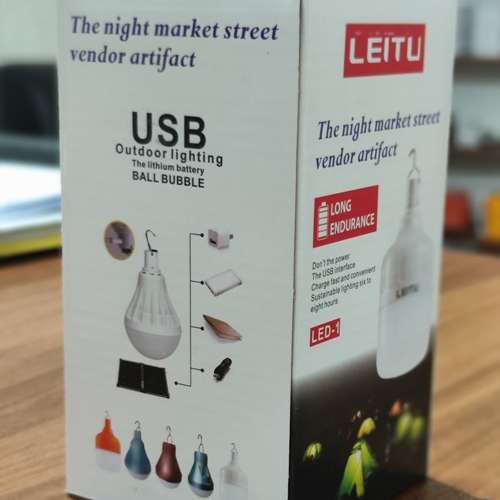 The night market street
vendor artifact
USB
Outdoor lighting
The lithium battery
BALL BUBBLE
LEITU
The night market street
vendor artifact
LONG
ENDURANCE
Don't the power
The USB interface
Charge fast and convenient
Sustainable lighting six to
eight hours
LED-1
LEITU